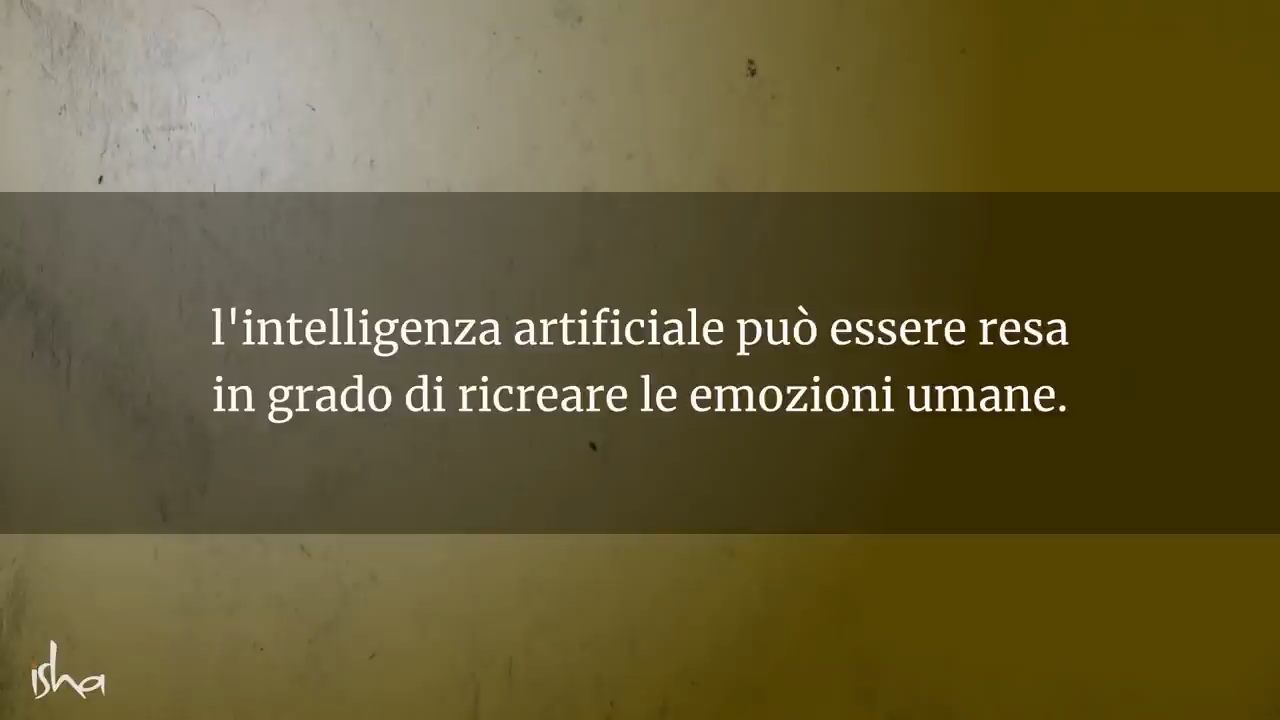 l'intelligenza artificiale può essere resa
in grado di ricreare le emozioni umane.
isha